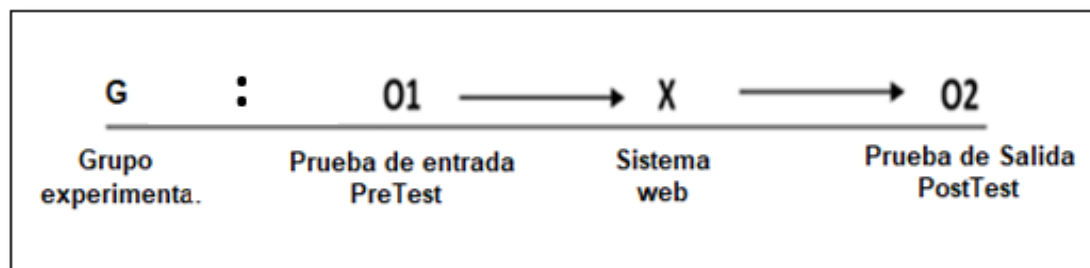 G : O1 X O2
Grupo experimenta.
Prueba de entrada PreTest
Sistema web
Prueba de Salida PostTest